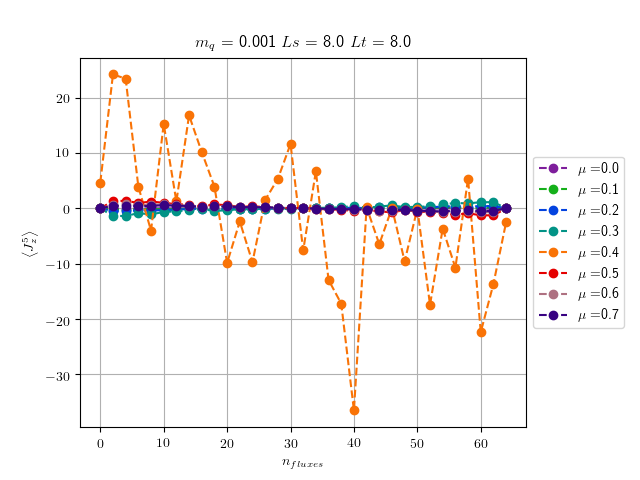 m_q = 0.001 Ls = 8.0 Lt = 8.0
20
10
0
−10
−20
−30
⟨J_z^5⟩
0 10 20 30 40 50 60
n_{fluxes}
μ =0.0
μ =0.1
μ =0.2
μ =0.3
μ =0.4
μ =0.5
μ =0.6
μ =0.7